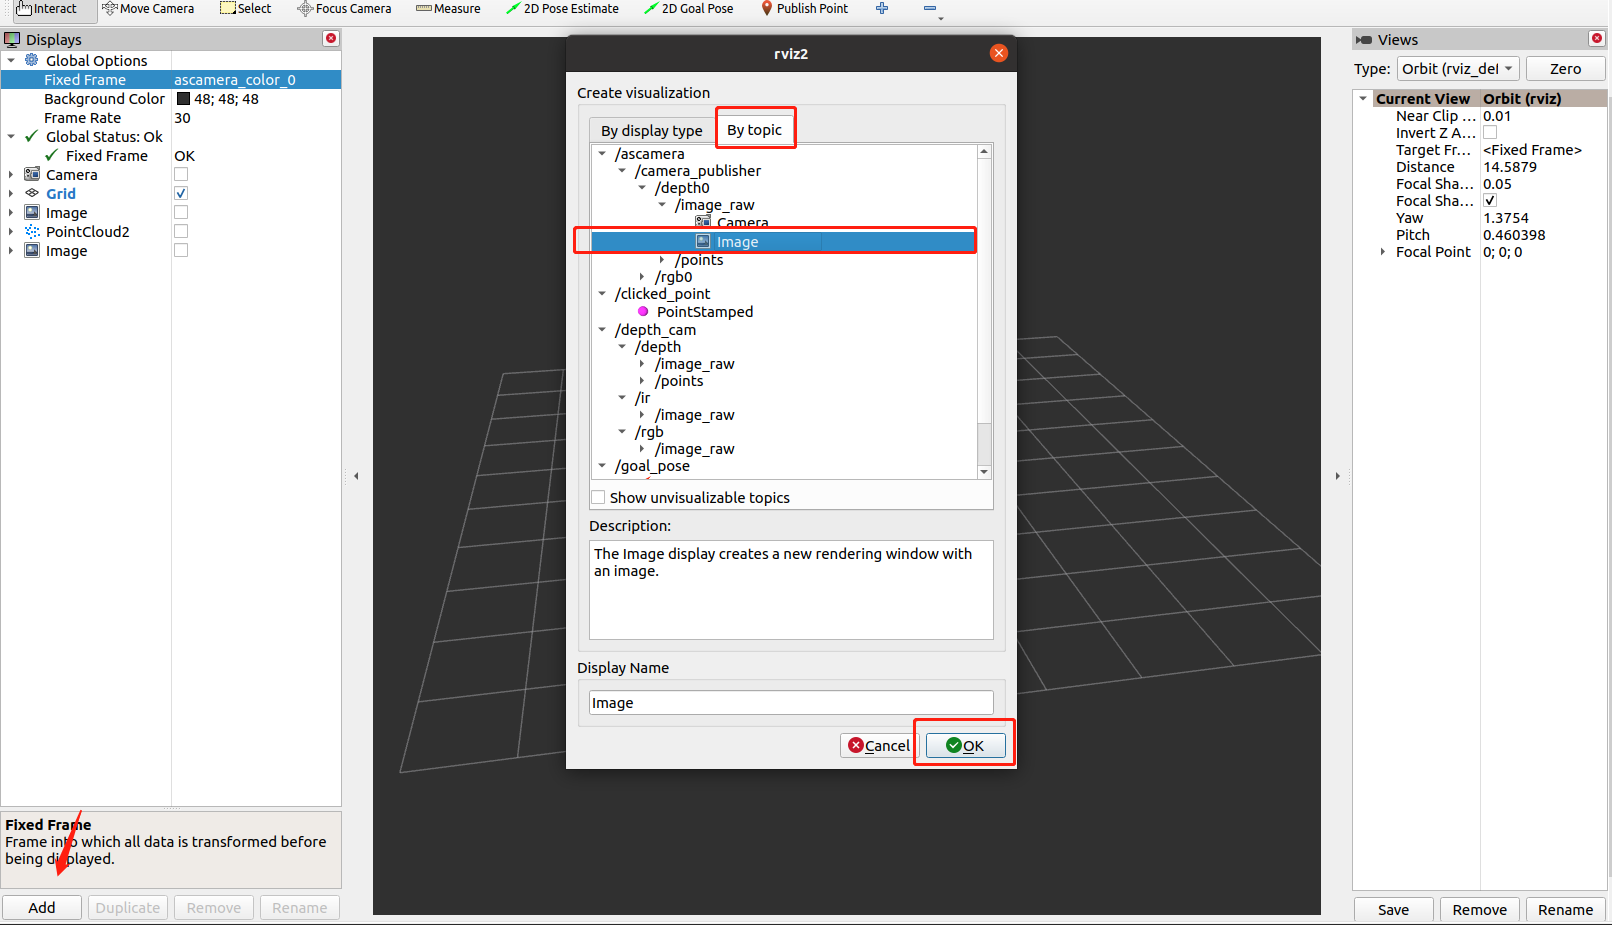 Interact Move Camera Select Focus Camera Measure 2D Pose Estimate 2D Goal Pose Publish Point
Displays
Global Options
Fixed Frame ascamera_color_0
Background Color 48; 48; 48
Frame Rate 30
Global Status: Ok
Fixed Frame OK
Camera
Grid
Image
PointCloud2
Image
Fixed Frame
Frame into which all data is transformed before
being displayed.
Add Duplicate Remove Rename
rviz2
Create visualization
By display type By topic
/ascamera
/camera_publisher
/depth0
/image_raw
Camera
Image
/points
/rgb0
/clicked_point
PointStamped
/depth_cam
/depth
/image_raw
/points
/ir
/image_raw
/rgb
/image_raw
/goal_pose
Show unvisualizable topics
Description:
The Image display creates a new rendering window with
an image.
Display Name
Image
Cancel OK
Views
Type: Orbit (rviz_del Zero
Current View Orbit (rviz)
Near Clip ... 0.01
Invert Z A...
Target Fr... <Fixed Frame>
Distance 14.5879
Focal Sha... 0.05
Focal Sha...
Yaw 1.3754
Pitch 0.460398
Focal Point 0; 0; 0
Save Remove Rename